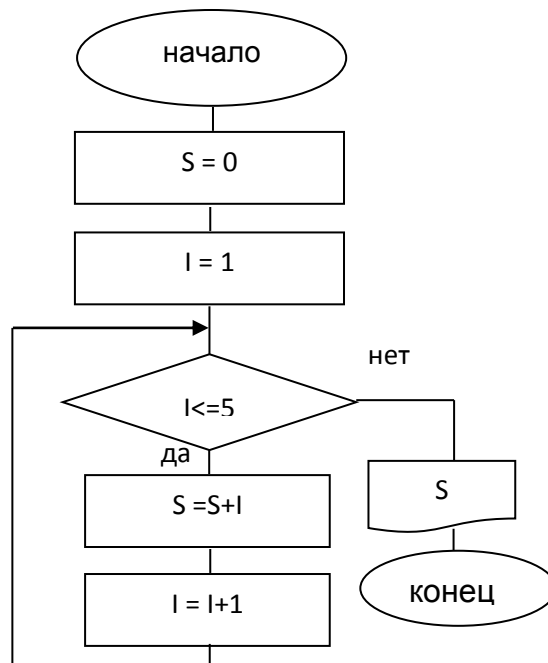 начало
S = 0
I = 1
нет
I<=5
да
S =S+I
S
I = I+1
конец